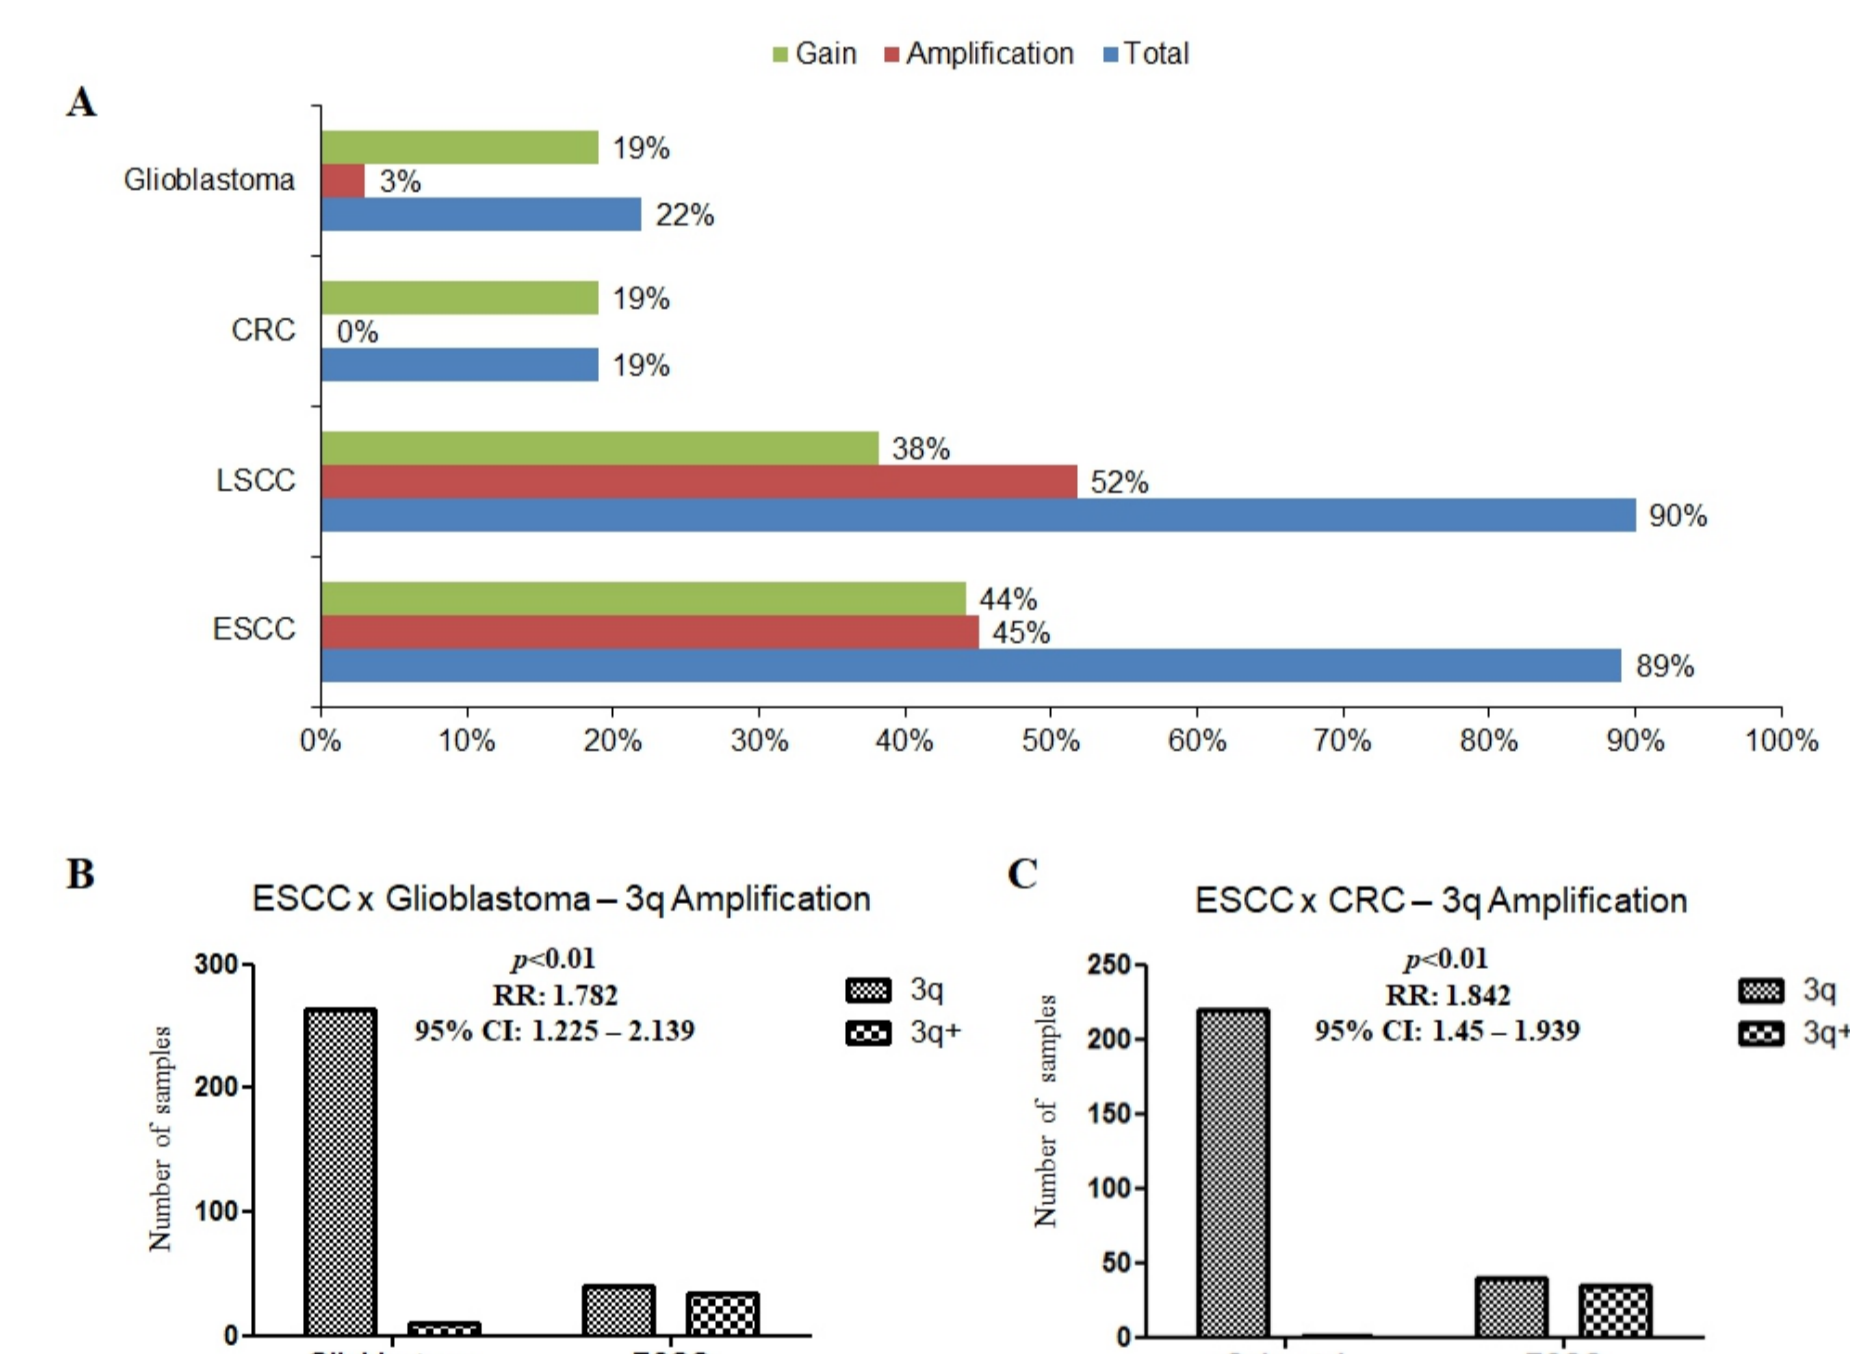 Gain Amplification Total
A
Glioblastoma
19%
3%
22%
CRC
19%
0%
19%
LSCC
38%
52%
90%
ESCC
44%
45%
89%
0% 10% 20% 30% 40% 50% 60% 70% 80% 90% 100%
B
ESCC x Glioblastoma – 3q Amplification
p<0.01
RR: 1.782
95% CI: 1.225 – 2.139
3q
3q+
Number of samples
300
200
100
0
C
ESCC x CRC – 3q Amplification
p<0.01
RR: 1.842
95% CI: 1.45 – 1.939
3q
3q+
Number of samples
250
200
150
100
50
0